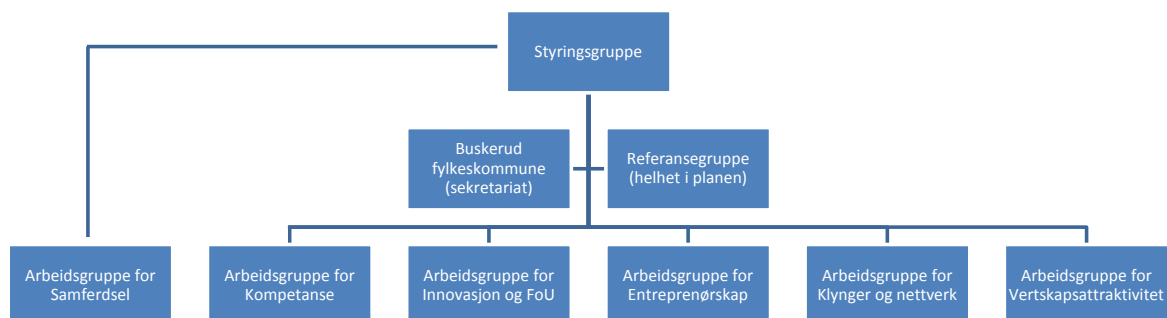 Styringsgruppe
Buskerud
fylkeskommune
(sekretariat)
Referansegruppe
(helhet i planen)
Arbeidsgruppe for
Samferdsel
Arbeidsgruppe for
Kompetanse
Arbeidsgruppe for
Innovasjon og FoU
Arbeidsgruppe for
Entreprenørskap
Arbeidsgruppe for
Klynger og nettverk
Arbeidsgruppe for
Vertskapsattraktivitet